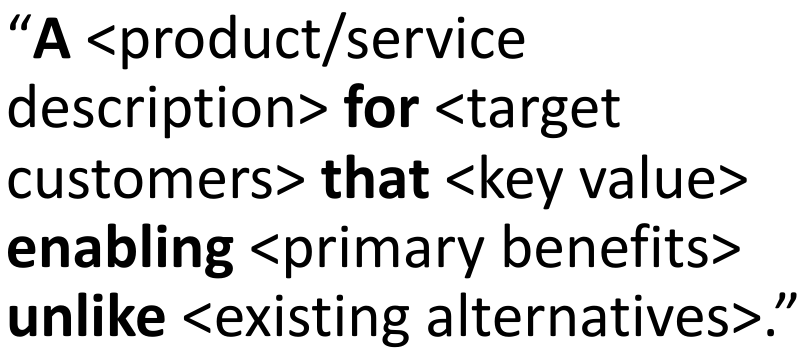 “A <product/service
description> for <target
customers> that <key value>
enabling <primary benefits>
unlike <existing alternatives>.”